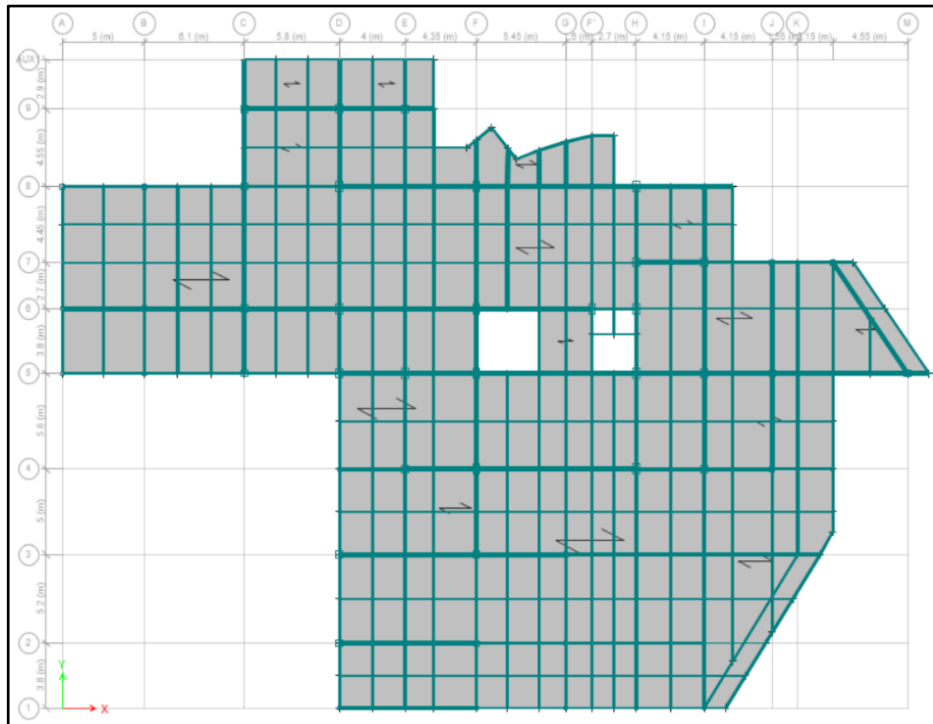 A B C D E F G F' H I J K M
5 (m) 6.1 (m) 5.8 (m) 4 (m) 4.35 (m) 5.45 (m) 2.7 (m) 4.15 (m) 4.15 (m) 4.55 (m)
AUX
2.9 (m)
9
4.55 (m)
8
4.45 (m)
7
2.7 (m)
6
3.8 (m)
5
5.6 (m)
4
5 (m)
3
5.2 (m)
2
3.8 (m)
1
Y
X